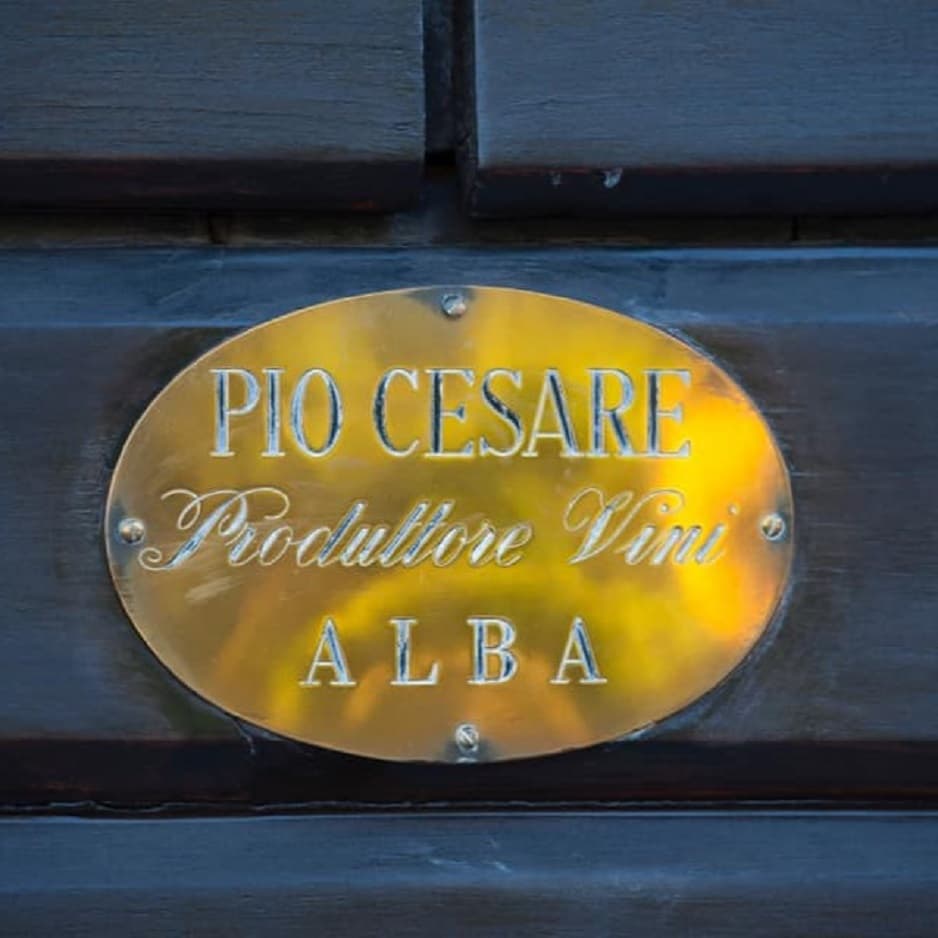 PIO CESARE
Produttore Vini
ALBA